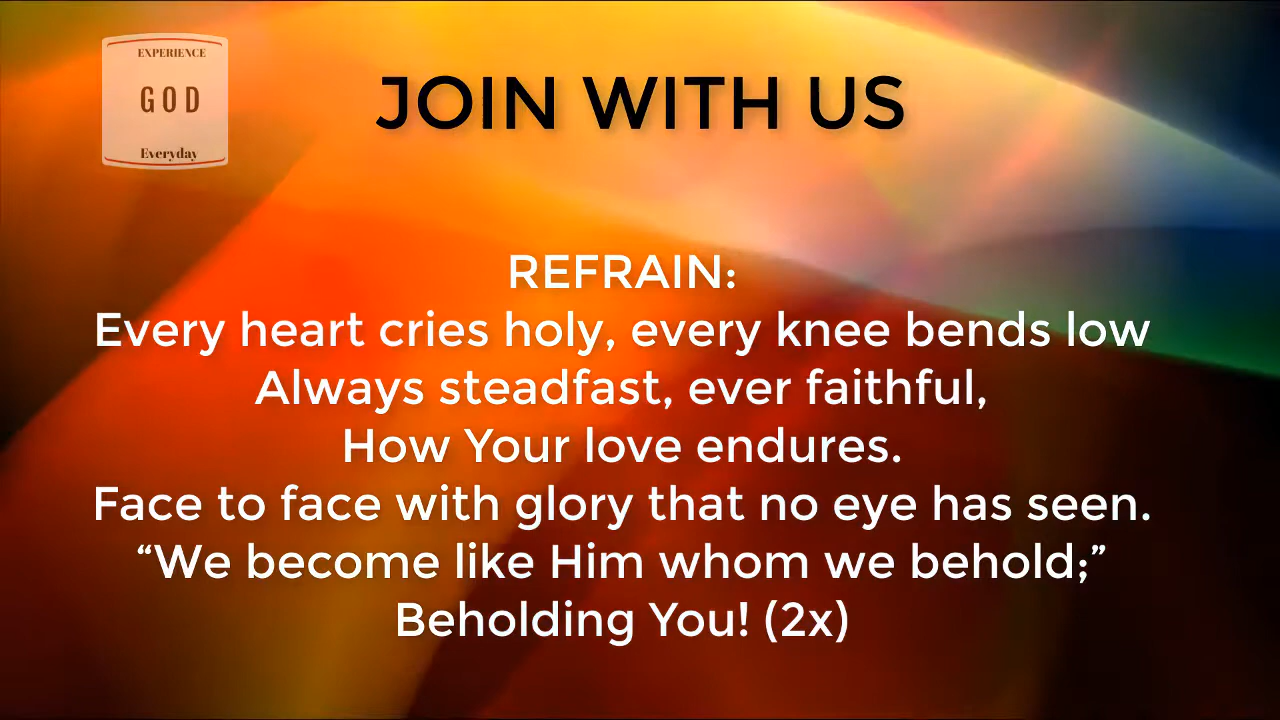 EXPERIENCE
GOD
Everyday
JOIN WITH US
REFRAIN:
Every heart cries holy, every knee bends low
Always steadfast, ever faithful,
How Your love endures.
Face to face with glory that no eye has seen.
“We become like Him whom we behold;”
Beholding You! (2x)